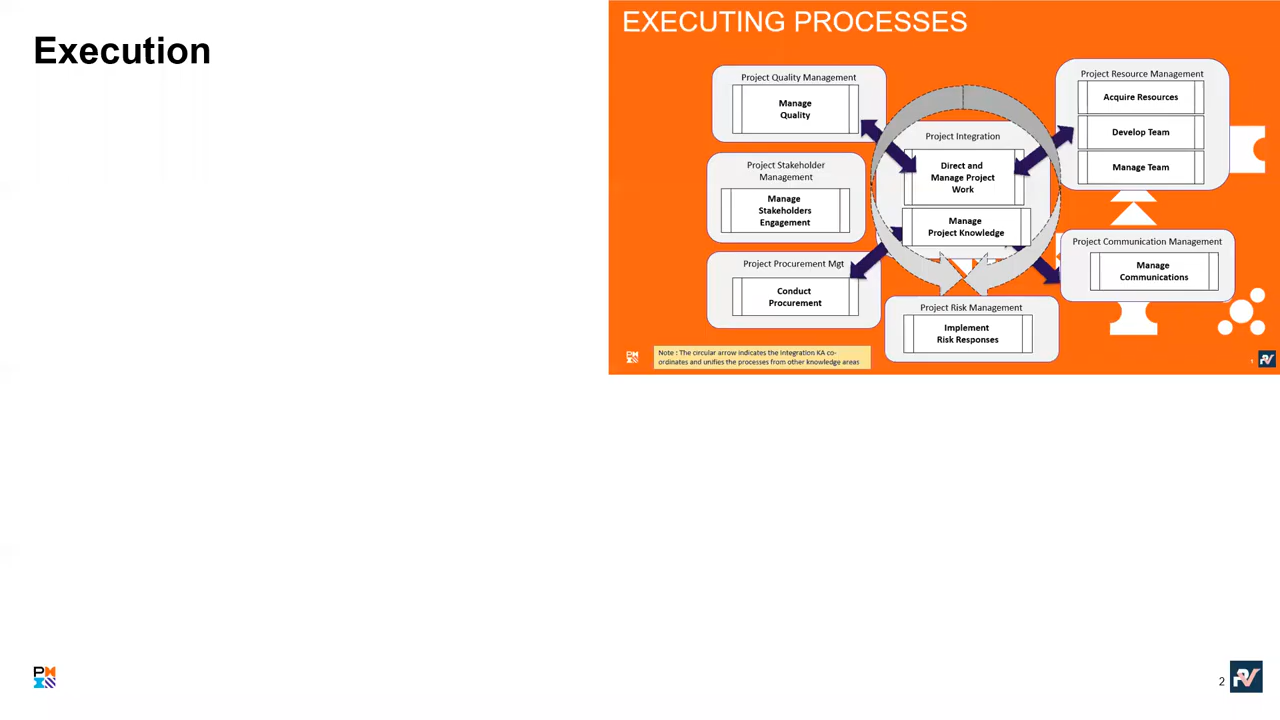 Execution
EXECUTING PROCESSES
Project Quality Management
Manage
Quality
Project Stakeholder
Management
Manage
Stakeholders
Engagement
Project Procurement Mgt
Conduct
Procurement
Project Integration
Direct and
Manage Project
Work
Manage
Project Knowledge
Project Risk Management
Implement
Risk Responses
Project Resource Management
Acquire Resources
Develop Team
Manage Team
Project Communication Management
Manage
Communications
Note : The circular arrow indicates the integration KA co-
ordinates and unifies the processes from other knowledge areas
1
2